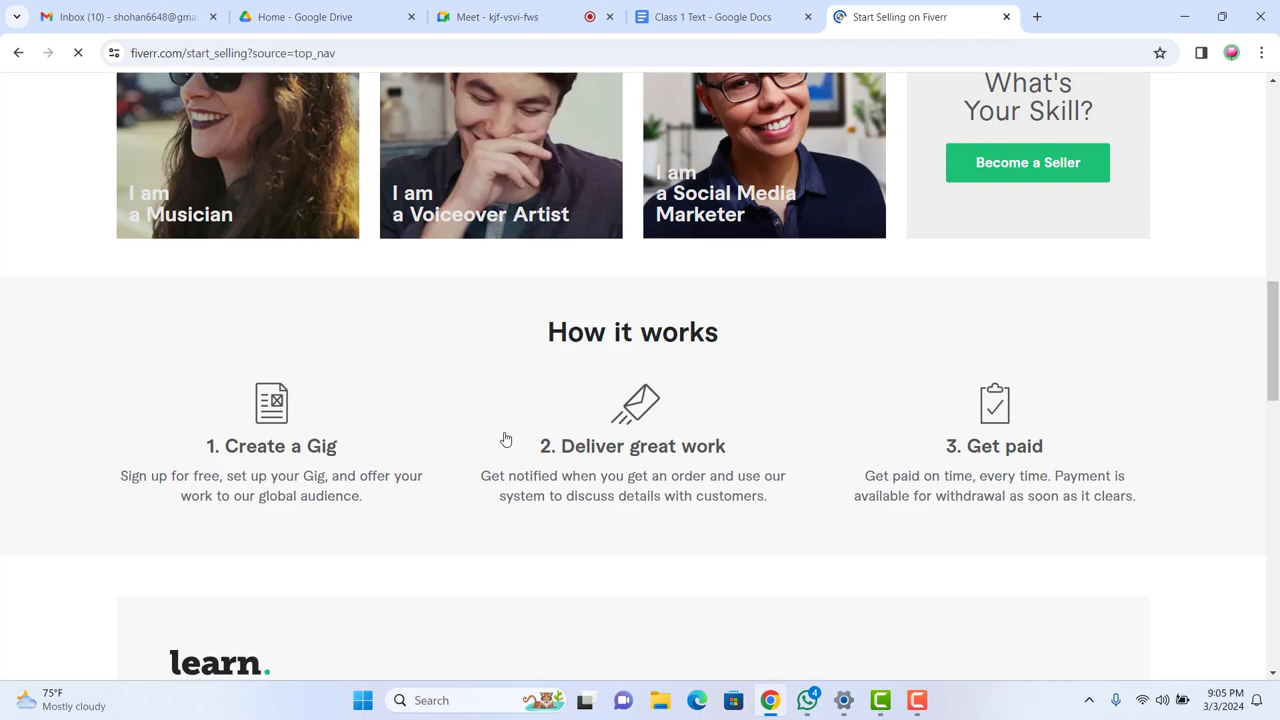 Inbox (10) - shohan6648@gma
Home - Google Drive
Meet - kjf-vsvi-fws
Class 1 Text - Google Docs
Start Selling on Fiverr
fiverr.com/start_selling?source=top_nav
What's
Your Skill?
Become a Seller
I am
a Musician
I am
a Voiceover Artist
I am
a Social Media
Marketer
How it works
1. Create a Gig
Sign up for free, set up your Gig, and offer your
work to our global audience.
2. Deliver great work
Get notified when you get an order and use our
system to discuss details with customers.
3. Get paid
Get paid on time, every time. Payment is
available for withdrawal as soon as it clears.
learn.
75°F
Mostly cloudy
Search
4
9:05 PM
3/3/2024